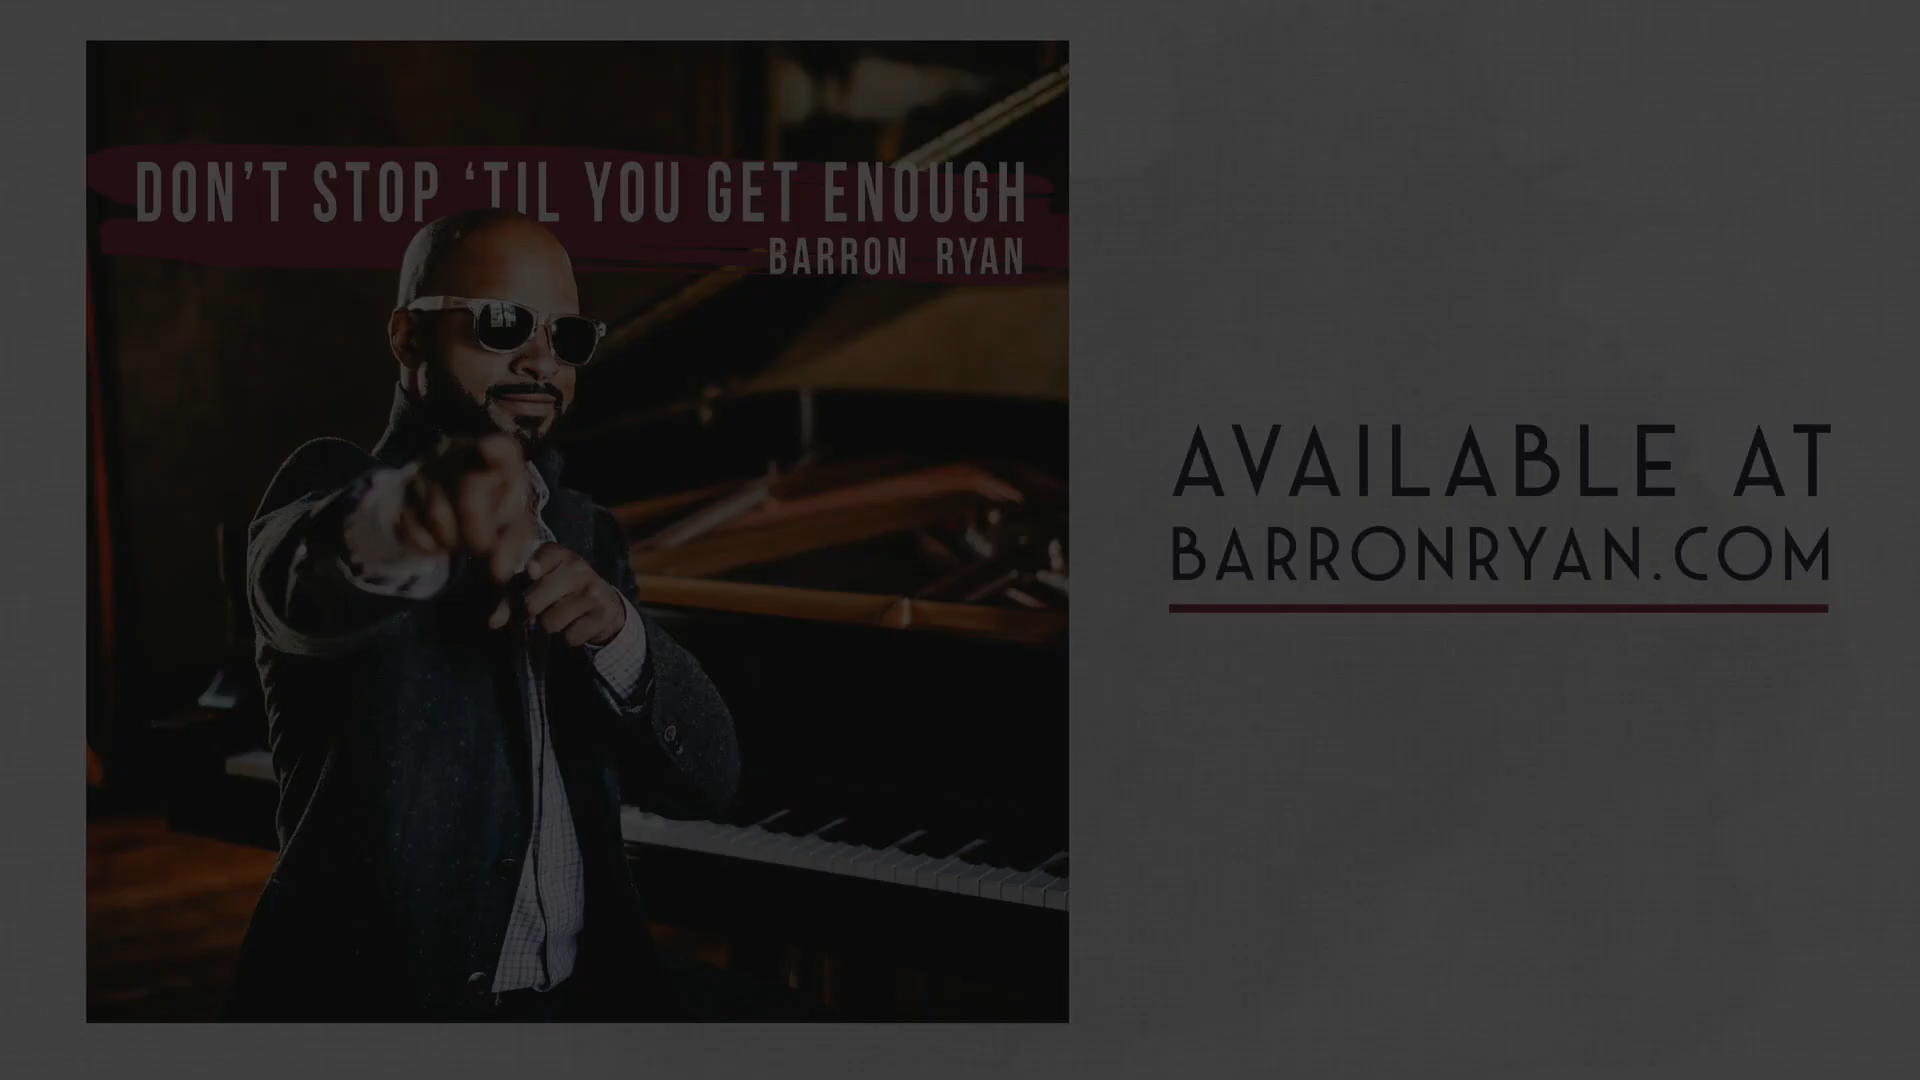 DON'T STOP 'TIL YOU GET ENOUGH
BARRON RYAN
AVAILABLE AT
BARRONRYAN.COM